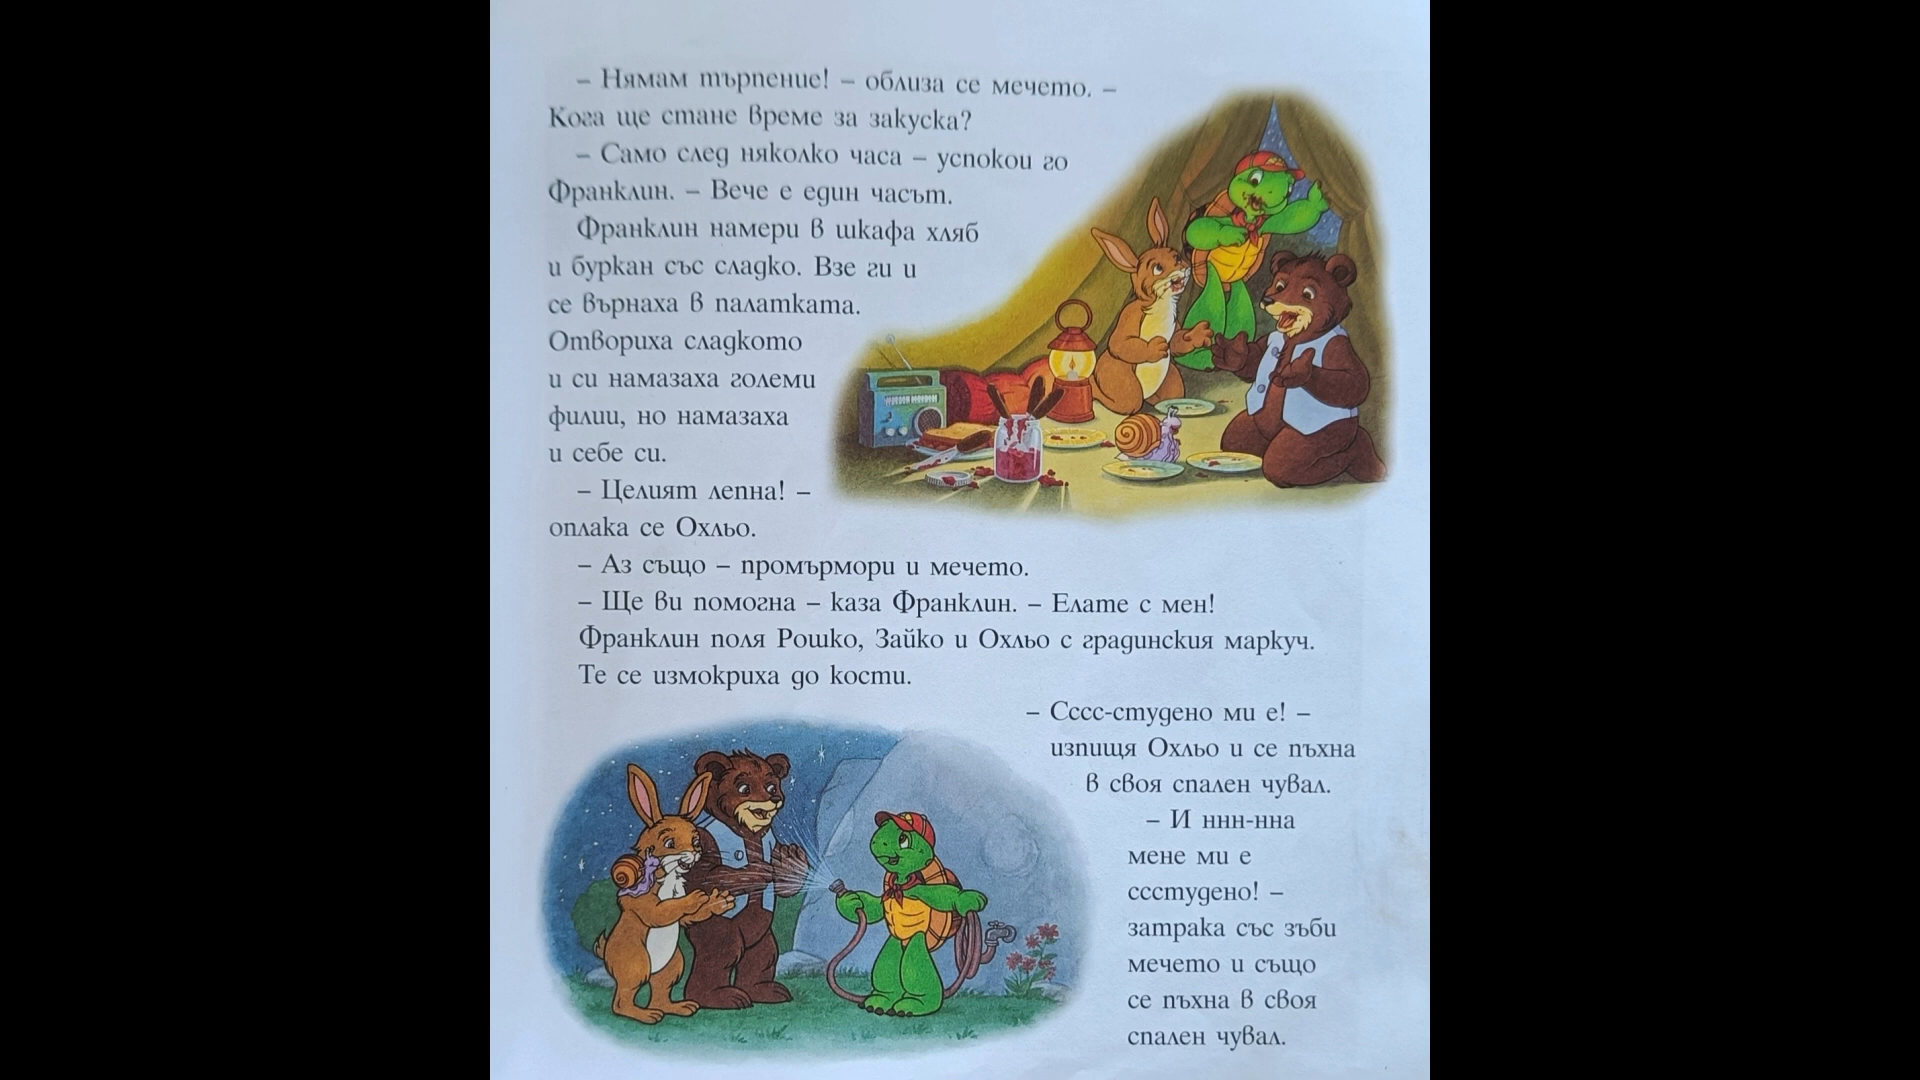 – Нямам търпение! – облиза се мечето. –
Кога ще стане време за закуска?
– Само след няколко часа – успокои го
Франклин. – Вече е един часът.
Франклин намери в шкафа хляб
и буркан със сладко. Взе ги и
се върнаха в палатката.
Отвориха сладкото
и си намазаха големи
филии, но намазаха
и себе си.
– Целият лепна! –
оплака се Охльо.
– Аз също – промърмори и мечето.
– Ще ви помогна – каза Франклин. – Елате с мен!
Франклин поля Рошко, Зайко и Охльо с градинския маркуч.
Те се измокриха до кости.
– Сссс-студено ми е! –
изпищя Охльо и се пъхна
в своя спален чувал.
– И ннн-нна
мене ми е
ссстудено! –
затрака със зъби
мечето и също
се пъхна в своя
спален чувал.